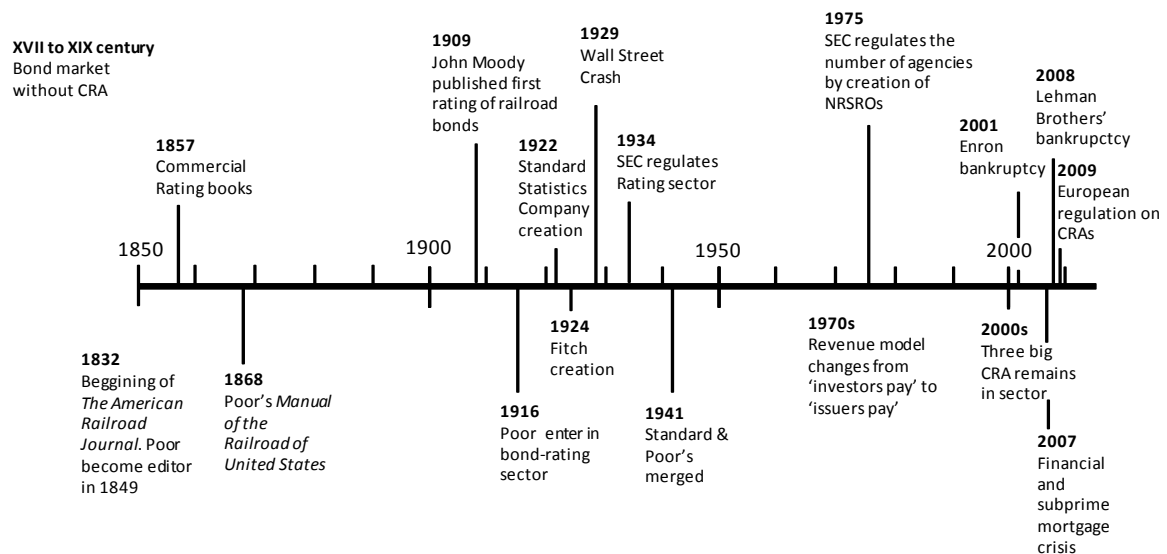 XVII to XIX century
Bond market
without CRA
1857
Commercial
Rating books
1909
John Moody
published first
rating of railroad
bonds
1922
Standard
Statistics
Company
creation
1929
Wall Street
Crash
1934
SEC regulates
Rating sector
1975
SEC regulates the
number of agencies
by creation of
NRSROs
2001
Enron
bankruptcy
2008
Lehman
Brothers’
bankrupctcy
2009
European
regulation on
CRAs
1850
1900
1950
2000
1832
Beggining of
The American
Railroad
Journal. Poor
become editor
in 1849
1868
Poor’s Manual
of the
Railroad of
United States
1916
Poor enter in
bond-rating
sector
1924
Fitch
creation
1941
Standard &
Poor’s
merged
1970s
Revenue model
changes from
‘investors pay’ to
‘issuers pay’
2000s
Three big
CRA remains
in sector
2007
Financial
and
subprime
mortgage
crisis